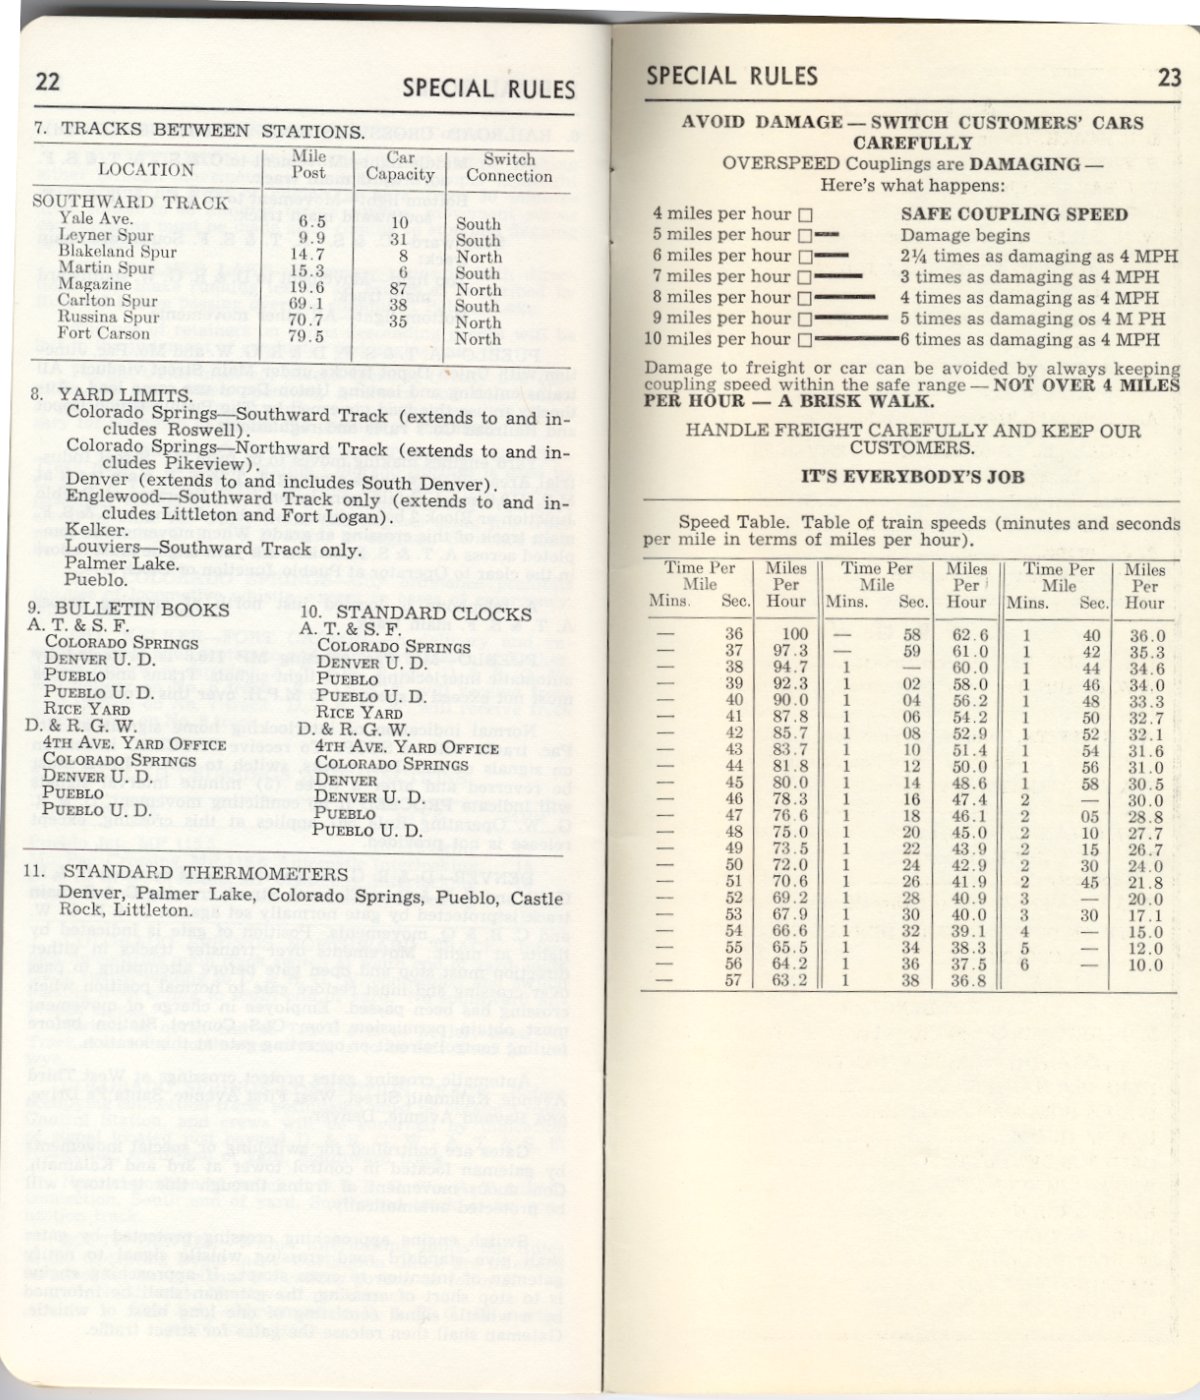 22
SPECIAL RULES
7. TRACKS BETWEEN STATIONS.
LOCATION | Mile Post | Car Capacity | Switch Connection
SOUTHWARD TRACK
Yale Ave. 6.5 10 South
Leyner Spur 9.9 31 South
Blakeland Spur 14.7 8 North
Martin Spur 15.3 6 South
Magazine 19.6 87 North
Carlton Spur 69.1 38 South
Russina Spur 70.7 35 North
Fort Carson 79.5 North
8. YARD LIMITS.
Colorado Springs—Southward Track (extends to and in-
cludes Roswell).
Colorado Springs—Northward Track (extends to and in-
cludes Pikeview).
Denver (extends to and includes South Denver).
Englewood—Southward Track only (extends to and in-
cludes Littleton and Fort Logan).
Kelker.
Louviers—Southward Track only.
Palmer Lake.
Pueblo.
9. BULLETIN BOOKS
A. T. & S. F.
COLORADO SPRINGS
DENVER U. D.
PUEBLO
PUEBLO U. D.
RICE YARD
D. & R. G. W.
4TH AVE. YARD OFFICE
COLORADO SPRINGS
DENVER U. D.
PUEBLO
PUEBLO U. D.
10. STANDARD CLOCKS
A. T. & S. F.
COLORADO SPRINGS
DENVER U. D.
PUEBLO
PUEBLO U. D.
RICE YARD
D. & R. G. W.
4TH AVE. YARD OFFICE
COLORADO SPRINGS
DENVER
DENVER U. D.
PUEBLO
PUEBLO U. D.
11. STANDARD THERMOMETERS
Denver, Palmer Lake, Colorado Springs, Pueblo, Castle
Rock, Littleton.
SPECIAL RULES
23
AVOID DAMAGE — SWITCH CUSTOMERS' CARS
CAREFULLY
OVERSPEED Couplings are DAMAGING —
Here's what happens:
4 miles per hour SAFE COUPLING SPEED
5 miles per hour Damage begins
6 miles per hour 2¼ times as damaging as 4 MPH
7 miles per hour 3 times as damaging as 4 MPH
8 miles per hour 4 times as damaging as 4 MPH
9 miles per hour 5 times as damaging os 4 M PH
10 miles per hour 6 times as damaging as 4 MPH
Damage to freight or car can be avoided by always keeping
coupling speed within the safe range — NOT OVER 4 MILES
PER HOUR — A BRISK WALK.
HANDLE FREIGHT CAREFULLY AND KEEP OUR
CUSTOMERS.
IT'S EVERYBODY'S JOB
Speed Table. Table of train speeds (minutes and seconds
per mile in terms of miles per hour).
Time Per Miles Time Per Miles Time Per Miles
Mile Per Mile Per Mile Per
Mins. Sec. Hour Mins. Sec. Hour Mins. Sec. Hour
— 36 100 — 58 62.6 1 40 36.0
— 37 97.3 — 59 61.0 1 42 35.3
— 38 94.7 1 — 60.0 1 44 34.6
— 39 92.3 1 02 58.0 1 46 34.0
— 40 90.0 1 04 56.2 1 48 33.3
— 41 87.8 1 06 54.2 1 50 32.7
— 42 85.7 1 08 52.9 1 52 32.1
— 43 83.7 1 10 51.4 1 54 31.6
— 44 81.8 1 12 50.0 1 56 31.0
— 45 80.0 1 14 48.6 1 58 30.5
— 46 78.3 1 16 47.4 2 — 30.0
— 47 76.6 1 18 46.1 2 05 28.8
— 48 75.0 1 20 45.0 2 10 27.7
— 49 73.5 1 22 43.9 2 15 26.7
— 50 72.0 1 24 42.9 2 30 24.0
— 51 70.6 1 26 41.9 2 45 21.8
— 52 69.2 1 28 40.9 3 — 20.0
— 53 67.9 1 30 40.0 3 30 17.1
— 54 66.6 1 32 39.1 4 — 15.0
— 55 65.5 1 34 38.3 5 — 12.0
— 56 64.2 1 36 37.5 6 — 10.0
— 57 63.2 1 38 36.8